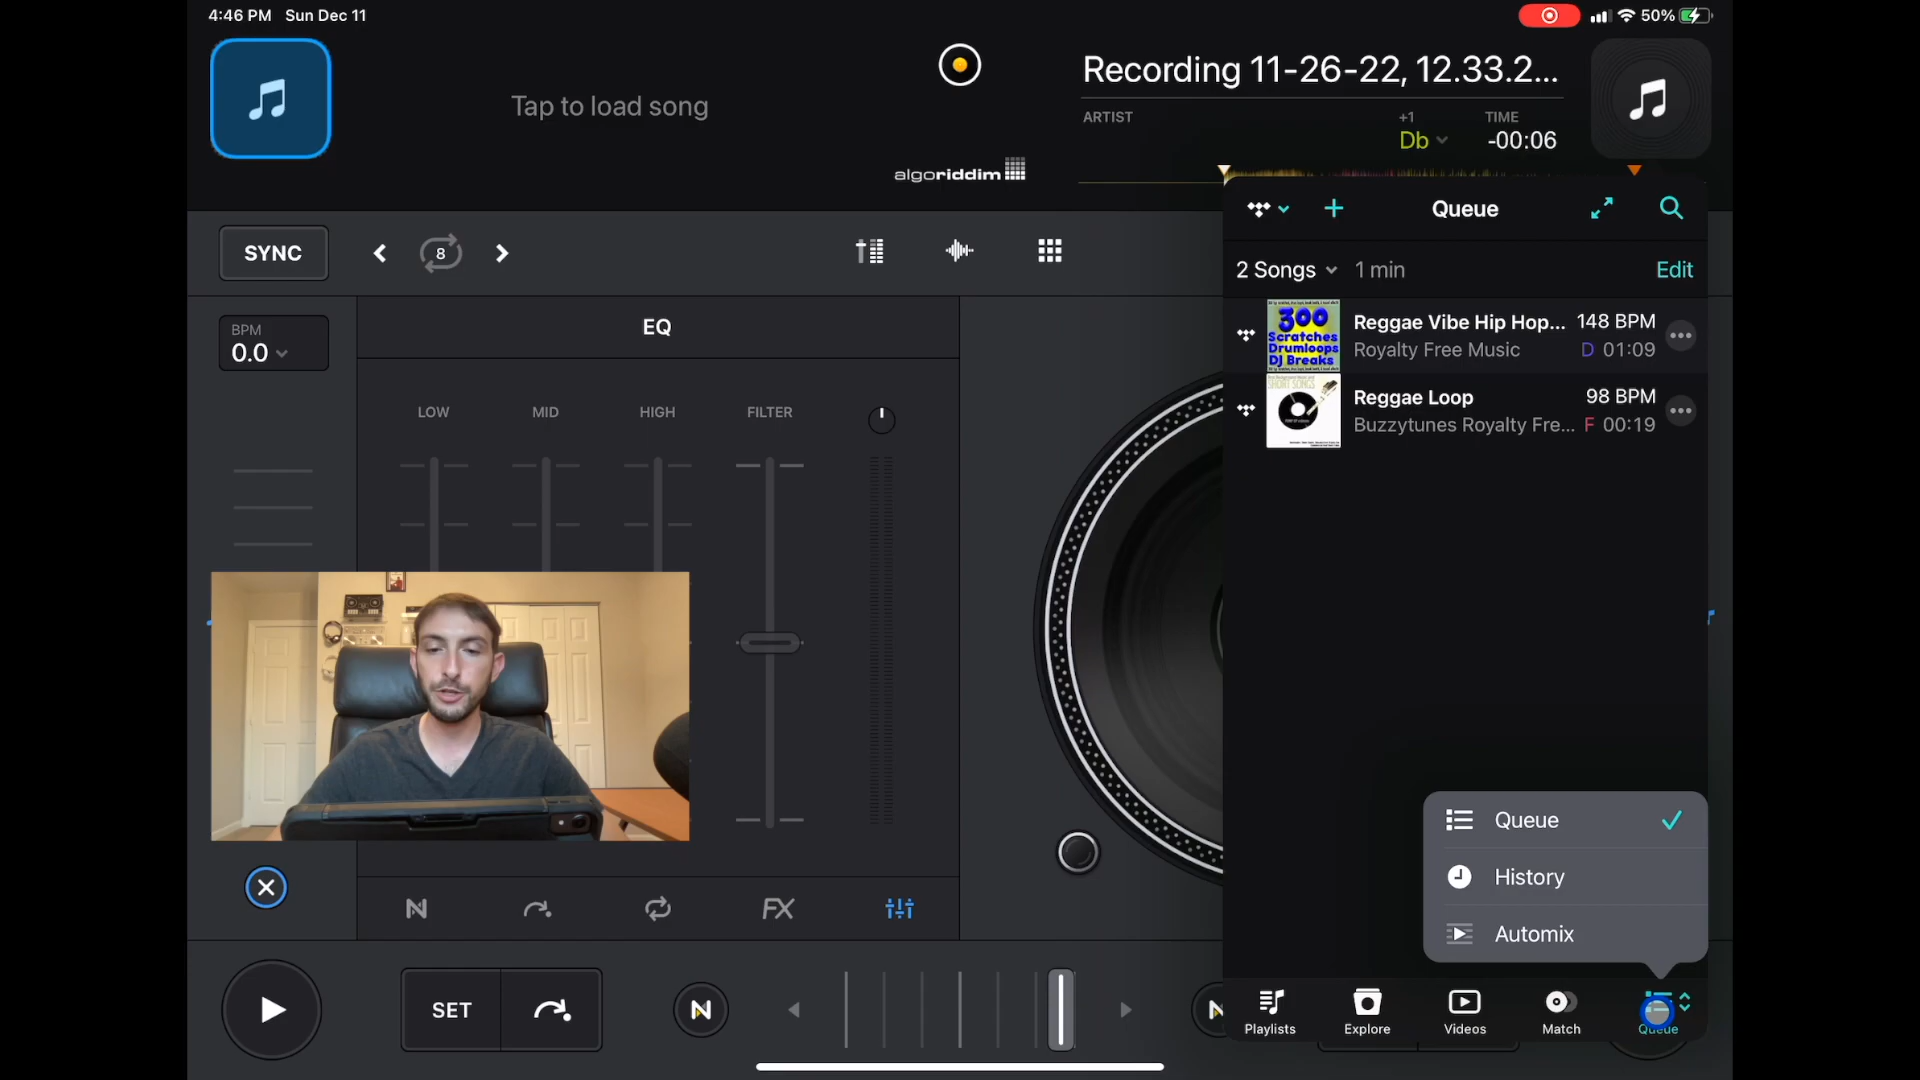 4:46 PM Sun Dec 11
50%
Tap to load song
Recording 11-26-22, 12.33.2...
ARTIST
+1
TIME
Db
-00:06
algoriddim
Queue
SYNC
8
2 Songs
1 min
Edit
BPM
0.0
EQ
300
Scratches
Drumloops
DJ Breaks
Reggae Vibe Hip Hop...
148 BPM
Royalty Free Music
D 01:09
SHORT SONGS
Reggae Loop
98 BPM
Buzzytunes Royalty Fre...
F 00:19
LOW
MID
HIGH
FILTER
Queue
History
Automix
FX
SET
Playlists
Explore
Videos
Match
Queue